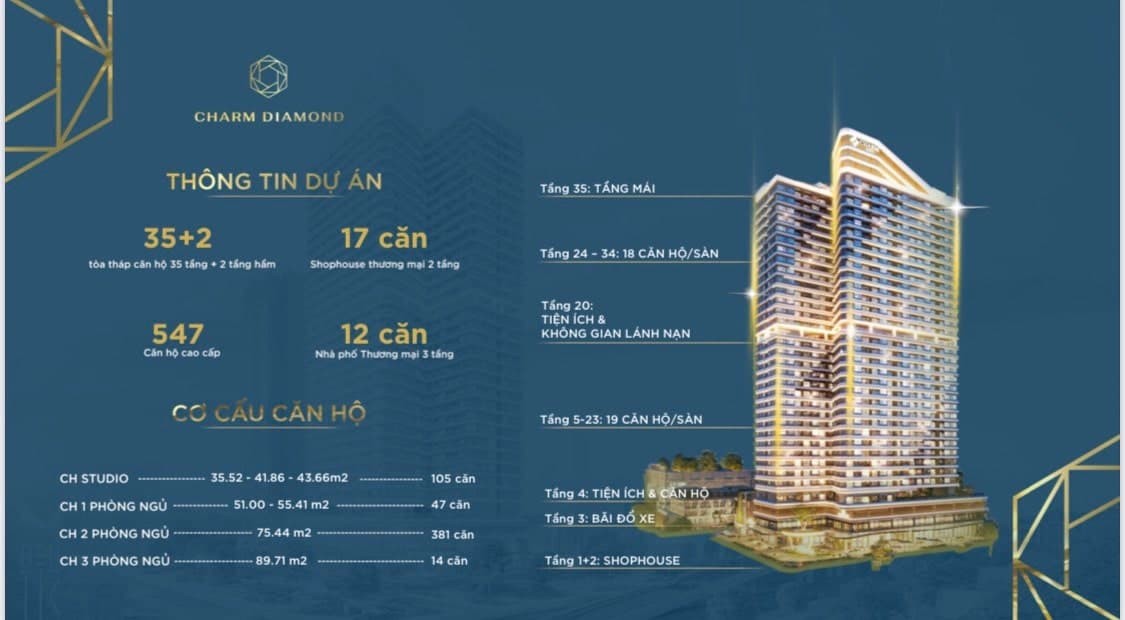 CHARM DIAMOND
THÔNG TIN DỰ ÁN
35+2
tòa tháp căn hộ 35 tầng + 2 tầng hầm
17 căn
Shophouse thương mại 2 tầng
547
Căn hộ cao cấp
12 căn
Nhà phố Thương mại 3 tầng
CƠ CẤU CĂN HỘ
CH STUDIO ---------------- 35.52 - 41.86 - 43.66m2 ---------------- 105 căn
CH 1 PHÒNG NGỦ ------------- 51.00 - 55.41 m2 --------------------- 47 căn
CH 2 PHÒNG NGỦ ------------------- 75.44 m2 -------------------------- 381 căn
CH 3 PHÒNG NGỦ ------------------- 89.71 m2 -------------------------- 14 căn
Tầng 35: TẦNG MÁI
Tầng 24 – 34: 18 CĂN HỘ/SÀN
Tầng 20:
TIỆN ÍCH &
KHÔNG GIAN LÁNH NẠN
Tầng 5-23: 19 CĂN HỘ/SÀN
Tầng 4: TIỆN ÍCH & CĂN HỘ
Tầng 3: BÃI ĐỖ XE
Tầng 1+2: SHOPHOUSE